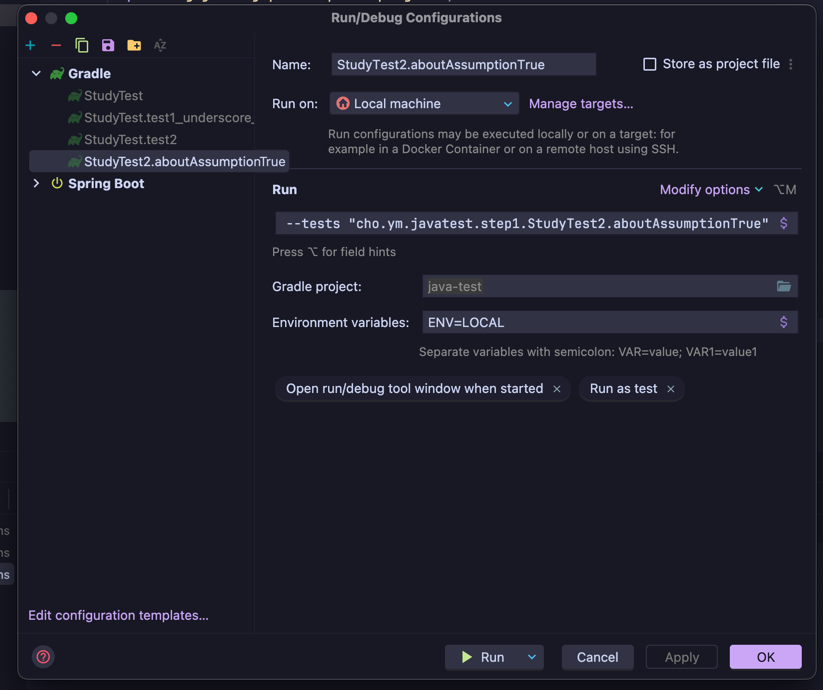 Run/Debug Configurations
Gradle
StudyTest
StudyTest.test1_underscore_
StudyTest.test2
StudyTest2.aboutAssumptionTrue
Spring Boot
Edit configuration templates...
Name: StudyTest2.aboutAssumptionTrue Store as project file
Run on: Local machine Manage targets...
Run configurations may be executed locally or on a target: for
example in a Docker Container or on a remote host using SSH.
Run Modify options ⌥M
--tests "cho.ym.javatest.step1.StudyTest2.aboutAssumptionTrue" $
Press ⌥ for field hints
Gradle project: java-test
Environment variables: ENV=LOCAL $
Separate variables with semicolon: VAR=value; VAR1=value1
Open run/debug tool window when started × Run as test ×
? Run Cancel Apply OK
ns
ns
ns